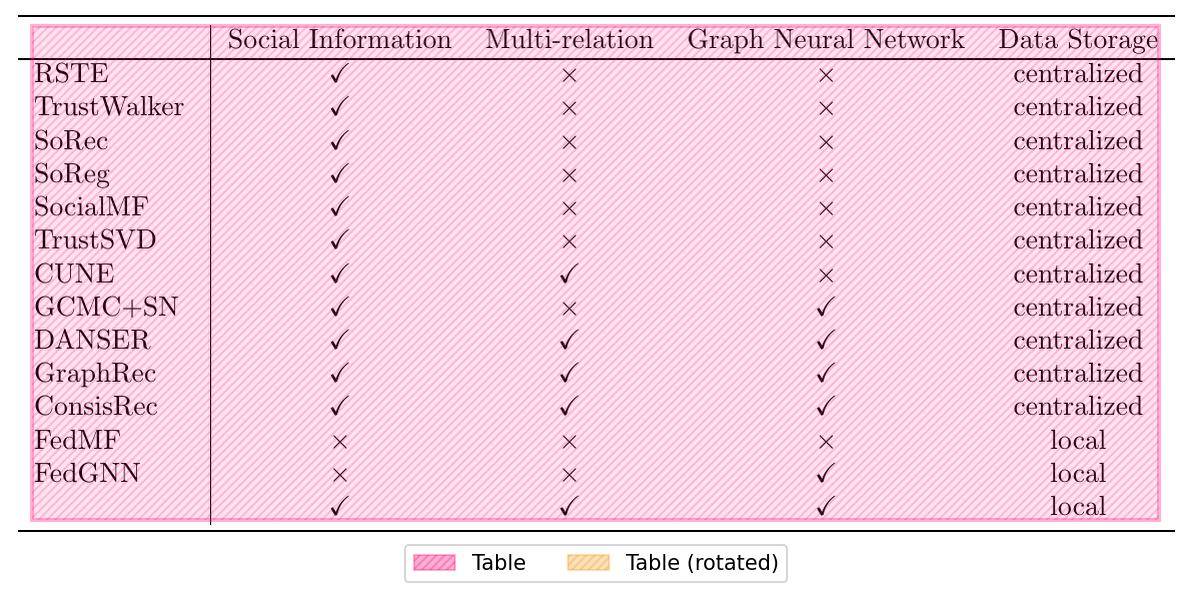 Social Information Multi-relation Graph Neural Network Data Storage
RSTE ✓ × × centralized
TrustWalker ✓ × × centralized
SoRec ✓ × × centralized
SoReg ✓ × × centralized
SocialMF ✓ × × centralized
TrustSVD ✓ × × centralized
CUNE ✓ ✓ × centralized
GCMC+SN ✓ × ✓ centralized
DANSER ✓ ✓ ✓ centralized
GraphRec ✓ ✓ ✓ centralized
ConsisRec ✓ ✓ ✓ centralized
FedMF × × × local
FedGNN × × ✓ local
✓ ✓ ✓ local
Table Table (rotated)